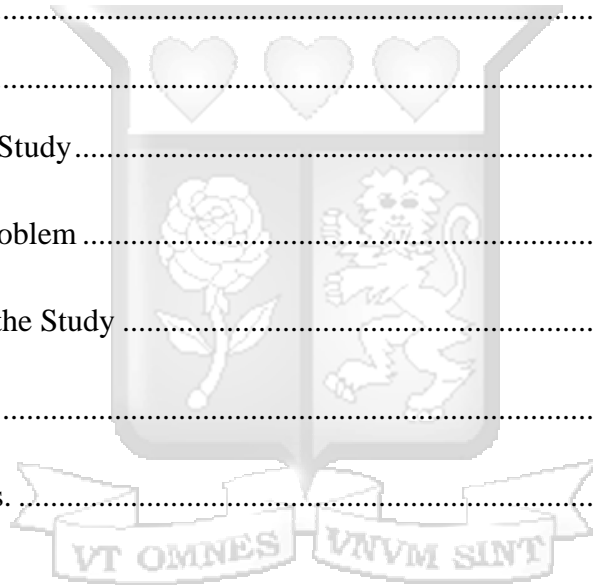 ........................................................................
........................................................................
Study ................................................................
oblem ...............................................................
the Study ..........................................................
........................................................................
s. .....................................................................
VT OMNES VNVM SINT